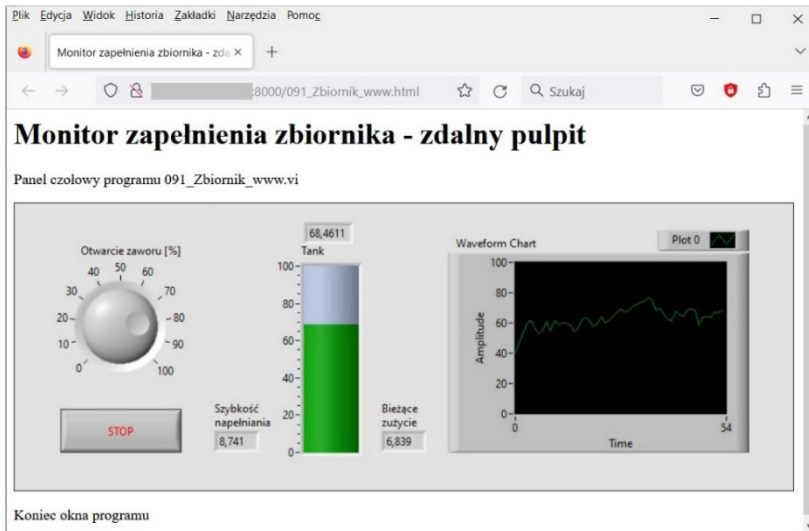 Plik Edycja Widok Historia Zakładki Narzędzia Pomoc
Monitor zapełnienia zbiornika - zda
:8000/091_Zbiornik_www.html
Szukaj
Monitor zapełnienia zbiornika - zdalny pulpit
Panel czołowy programu 091_Zbiornik_www.vi
Otwarcie zaworu [%]
0
10
20
30
40
50
60
70
80
90
100
STOP
68,4611
Tank
100
80
60
40
20
0
Szybkość
napełniania
8,741
Bieżące
zużycie
6,839
Waveform Chart
Plot 0
Amplitude
100
80
60
40
20
0
0
54
Time
Koniec okna programu